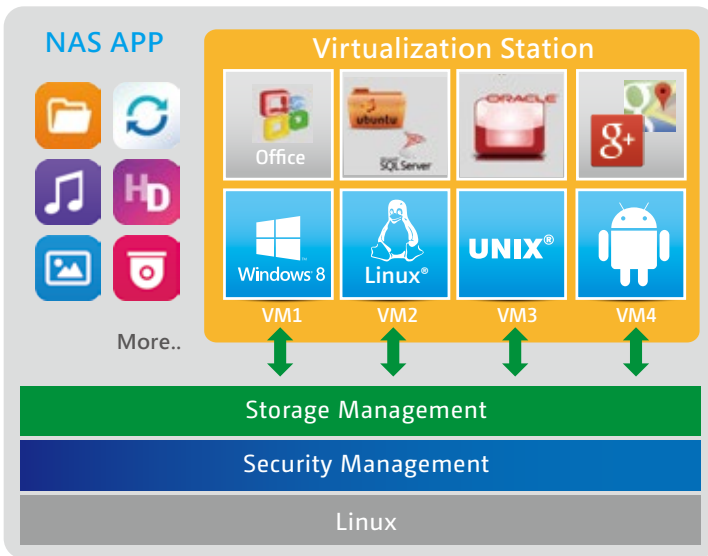 NAS APP
Virtualization Station
Office
ubuntu
SQL Server
ORACLE
g+
HD
Windows 8
Linux®
UNIX®
VM1
VM2
VM3
VM4
More..
Storage Management
Security Management
Linux